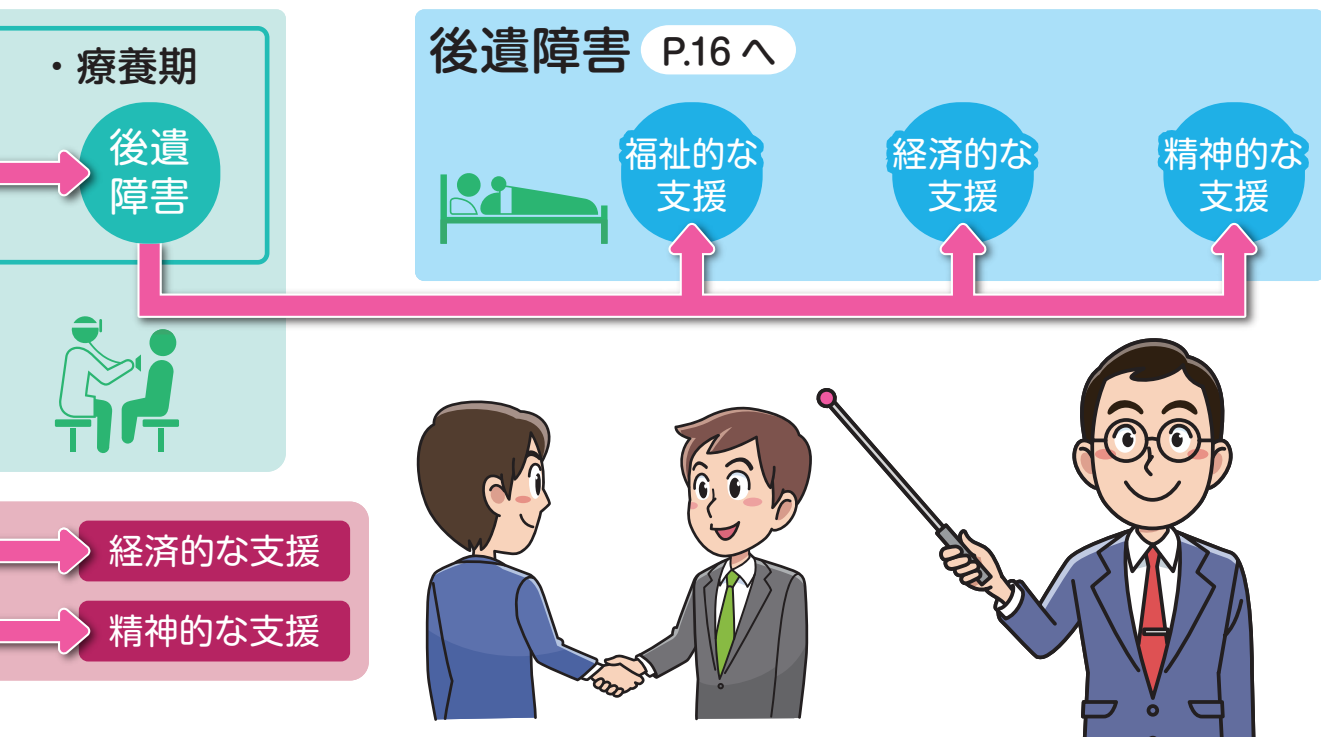 ・療養期
後遺
障害
後遺障害 P.16 へ
福祉的な
支援
経済的な
支援
精神的な
支援
経済的な支援
精神的な支援